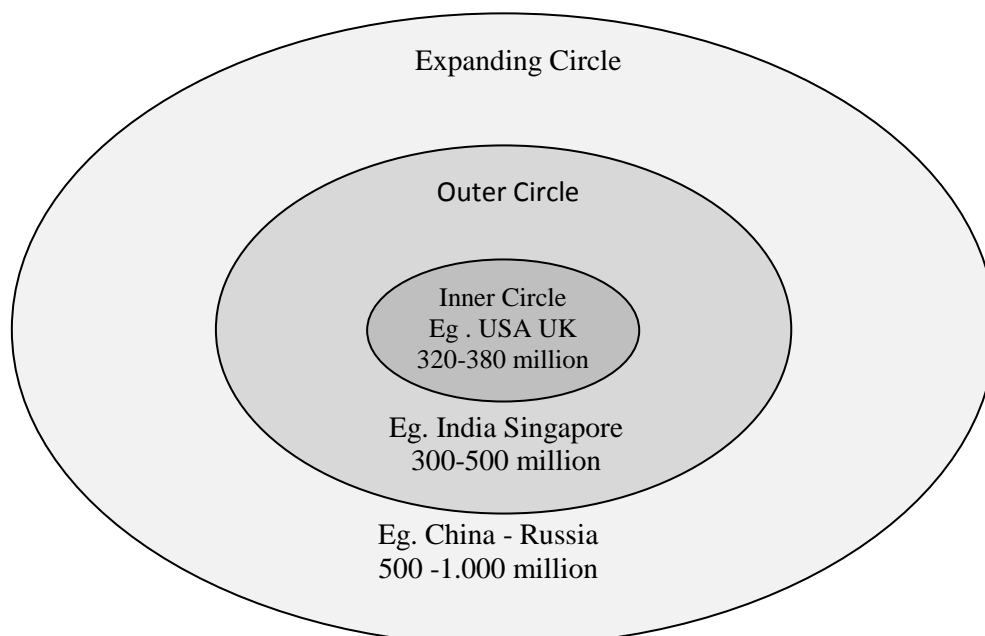 Expanding Circle
Outer Circle
Inner Circle
Eg . USA UK
320-380 million
Eg. India Singapore
300-500 million
Eg. China - Russia
500 -1.000 million